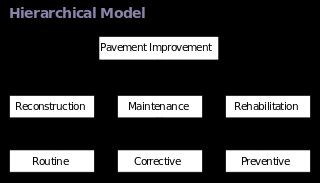 Hierarchical Model
Pavement Improvement
Reconstruction
Maintenance
Rehabilitation
Routine
Corrective
Preventive